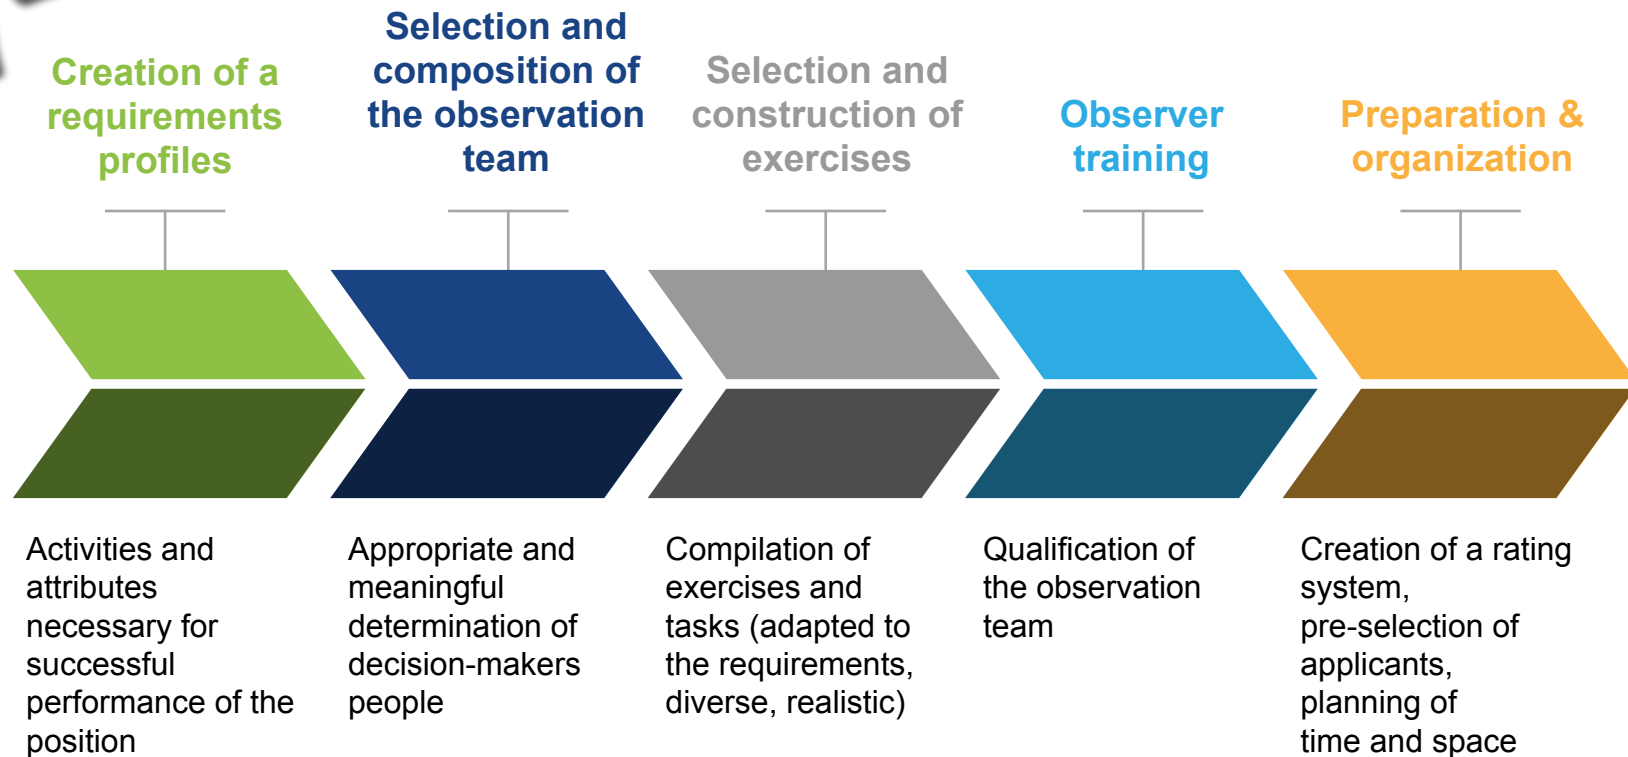 Creation of a
requirements
profiles
Selection and
composition of
the observation
team
Selection and
construction of
exercises
Observer
training
Preparation &
organization
Activities and
attributes
necessary for
successful
performance of the
position
Appropriate and
meaningful
determination of
decision-makers
people
Compilation of
exercises and
tasks (adapted to
the requirements,
diverse, realistic)
Qualification of
the observation
team
Creation of a rating
system,
pre-selection of
applicants,
planning of
time and space